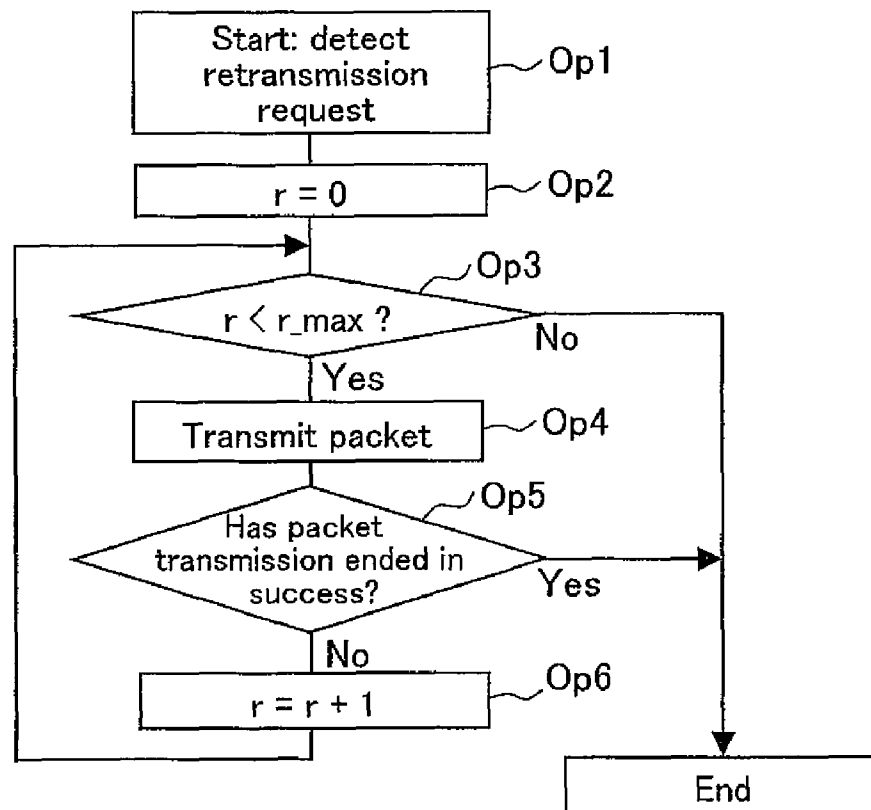 Start: detect
retransmission
request
Op1
r = 0
Op2
Op3
r < r_max ?
No
Yes
Transmit packet
Op4
Op5
Has packet
transmission ended in
success?
Yes
No
r = r + 1
Op6
End